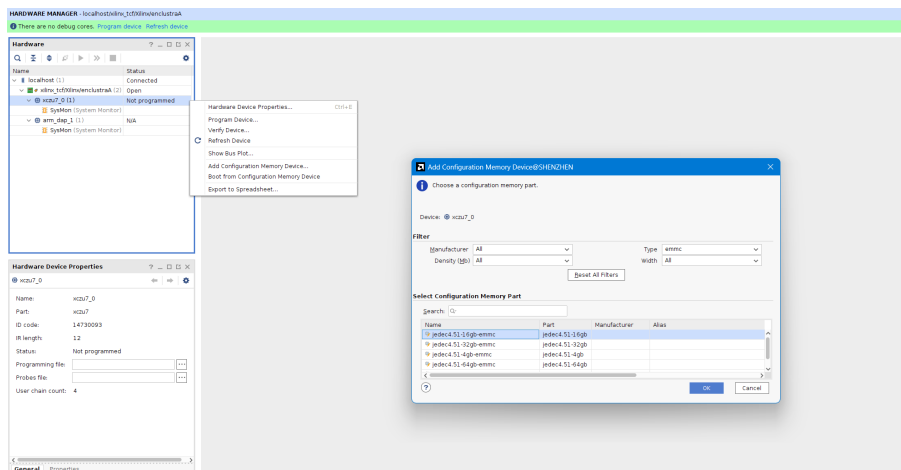 HARDWARE MANAGER - localhost/xilinx_tcf/Xilinx/enclustraA
There are no debug cores. Program device Refresh device
Hardware
Name Status
localhost (1) Connected
xilinx_tcf/Xilinx/enclustraA (2) Open
xczu7_0 (1) Not programmed
SysMon (System Monitor)
arm_dap_1 (1) N/A
SysMon (System Monitor)
Hardware Device Properties... Ctrl+E
Program Device...
Verify Device...
Refresh Device
Show Bus Plot...
Add Configuration Memory Device...
Boot from Configuration Memory Device
Export to Spreadsheet...
Hardware Device Properties
xczu7_0
Name: xczu7_0
Part: xczu7
ID code: 14730093
IR length: 12
Status: Not programmed
Programming file:
Probes file:
User chain count: 4
General Properties
Add Configuration Memory Device@SHENZHEN
Choose a configuration memory part.
Device: xczu7_0
Filter
Manufacturer All Type emmc
Density (Mb) All Width All
Reset All Filters
Select Configuration Memory Part
Search:
Name Part Manufacturer Alias
jedec4.51-16gb-emmc jedec4.51-16gb
jedec4.51-32gb-emmc jedec4.51-32gb
jedec4.51-4gb-emmc jedec4.51-4gb
jedec4.51-64gb-emmc jedec4.51-64gb
OK Cancel